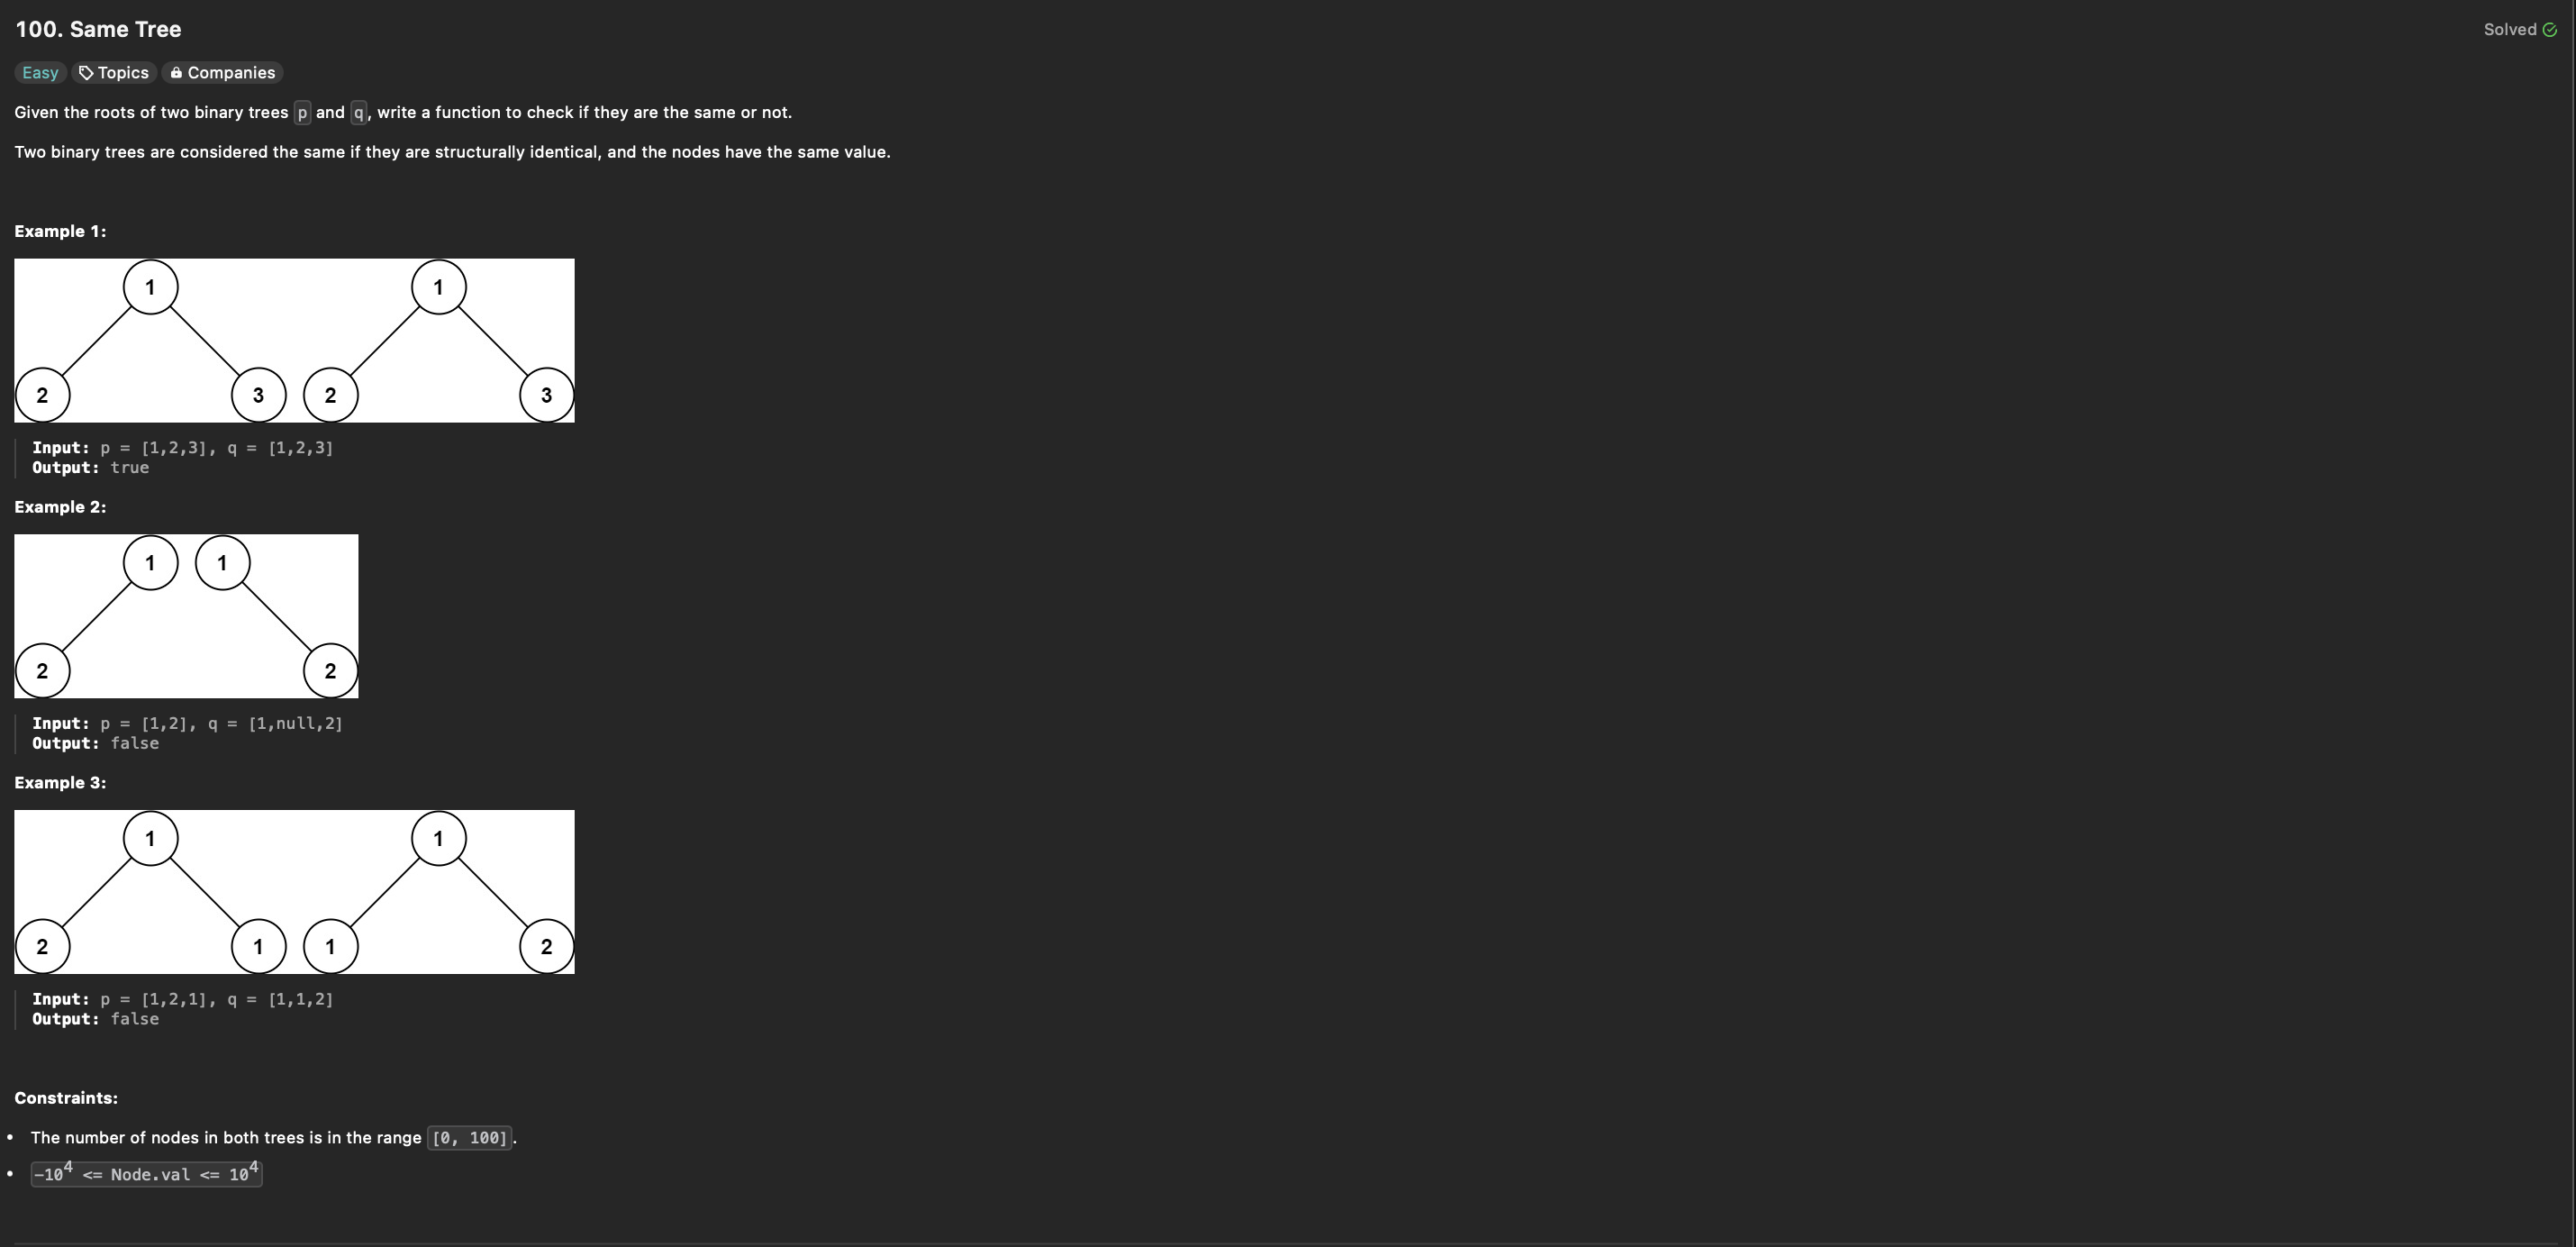 100. Same Tree
Solved
Easy Topics Companies
Given the roots of two binary trees p and q, write a function to check if they are the same or not.
Two binary trees are considered the same if they are structurally identical, and the nodes have the same value.
Example 1:
1 1
2 3 2 3
Input: p = [1,2,3], q = [1,2,3]
Output: true
Example 2:
1 1
2 2
Input: p = [1,2], q = [1,null,2]
Output: false
Example 3:
1 1
2 1 1 2
Input: p = [1,2,1], q = [1,1,2]
Output: false
Constraints:
• The number of nodes in both trees is in the range [0, 100].
• -10⁴ <= Node.val <= 10⁴